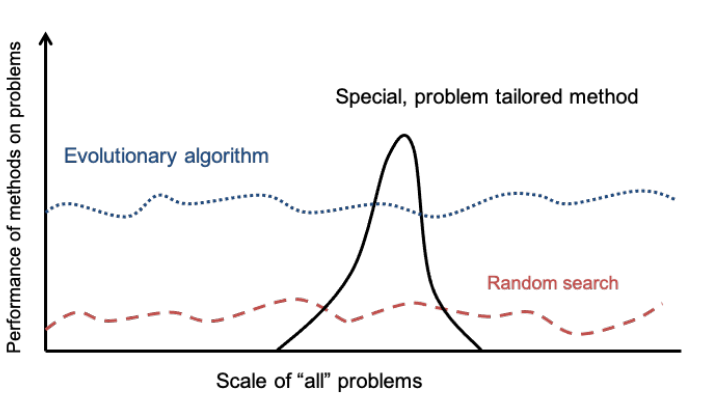 Performance of methods on problems
Special, problem tailored method
Evolutionary algorithm
Random search
Scale of “all” problems